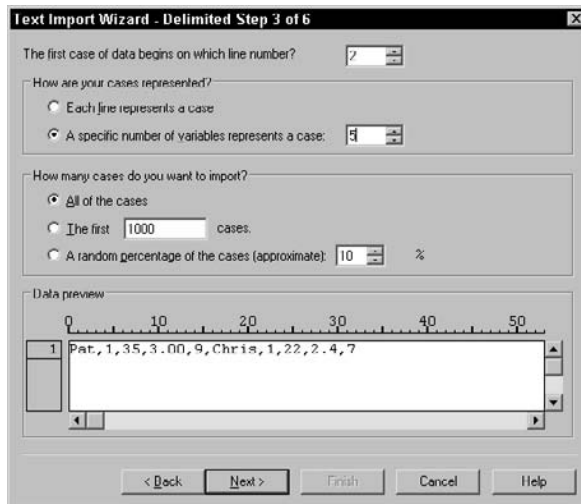 Text Import Wizard - Delimited Step 3 of 6
The first case of data begins on which line number? 2
How are your cases represented?
Each line represents a case
A specific number of variables represents a case: 5
How many cases do you want to import?
All of the cases
The first 1000 cases.
A random percentage of the cases (approximate): 10 %
Data preview
0 10 20 30 40 50
1 Pat,1,35,3.00,9,Chris,1,22,2.4,7
< Back Next > Finish Cancel Help